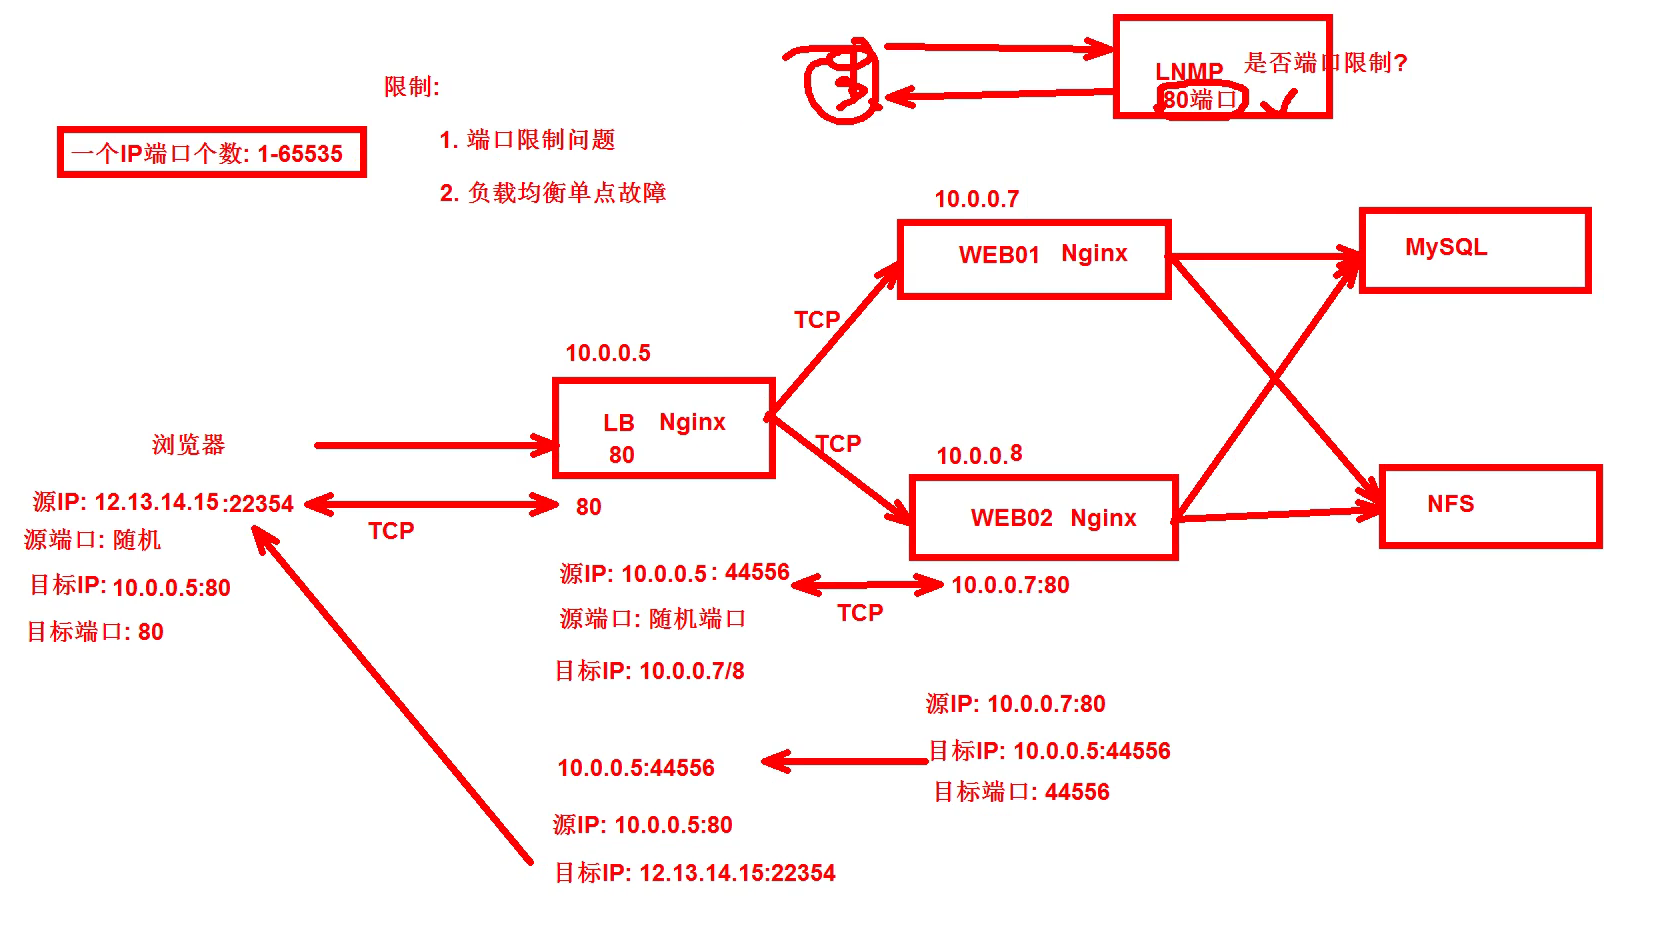 LNMP
是否端口限制?
80端口
限制:
一个IP端口个数: 1-65535
1. 端口限制问题
2. 负载均衡单点故障
10.0.0.7
WEB01 Nginx
MySQL
TCP
10.0.0.5
LB Nginx
80
浏览器
TCP
10.0.0.8
WEB02 Nginx
NFS
源IP: 12.13.14.15:22354
TCP
80
源端口: 随机
目标IP: 10.0.0.5:80
目标端口: 80
源IP: 10.0.0.5: 44556
TCP
10.0.0.7:80
源端口: 随机端口
目标IP: 10.0.0.7/8
源IP: 10.0.0.7:80
目标IP: 10.0.0.5:44556
目标端口: 44556
10.0.0.5:44556
源IP: 10.0.0.5:80
目标IP: 12.13.14.15:22354